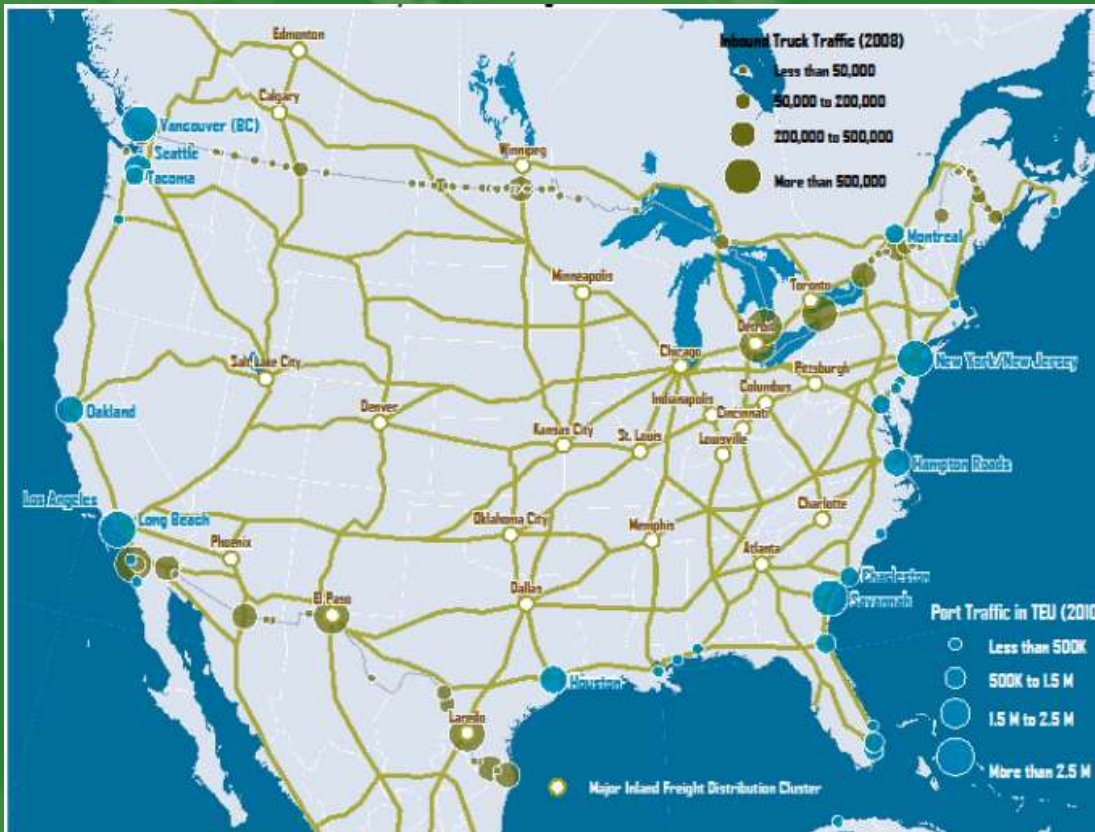 Edmonton
Inbound Truck Traffic (2008)
Less than 50,000
Calgary
50,000 to 200,000
Vancouver (BC)
200,000 to 500,000
Seattle
Winnipeg
Tacoma
More than 500,000
Montreal
Minneapolis
Toronto
Detroit
Chicago
New York/New Jersey
Salt Lake City
Pittsburgh
Columbus
Indianapolis
Denver
Cincinnati
Oakland
Kansas City
St. Louis
Louisville
Hampton Roads
Los Angeles
Charlotte
Long Beach
Oklahoma City
Memphis
Phoenix
Atlanta
Charleston
Dallas
El Paso
Savannah
Port Traffic in TEU (2010
Less than 500K
Houston
500K to 1.5 M
Laredo
1.5 M to 2.5 M
More than 2.5 M
Major Inland Freight Distribution Cluster